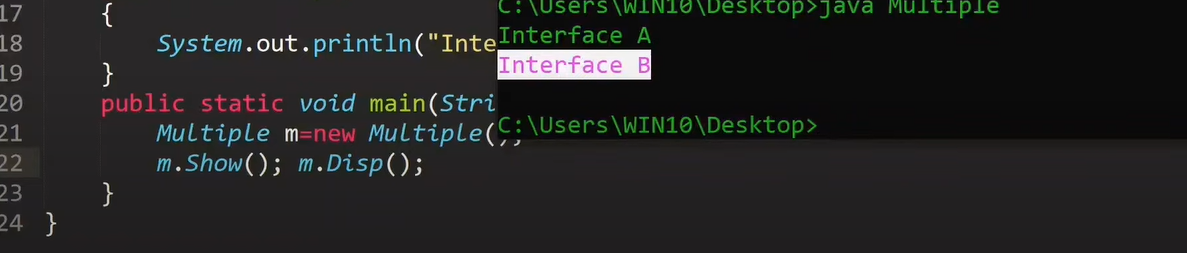 C:\Users\WIN10\Desktop>java Multiple
Interface A
Interface B
C:\Users\WIN10\Desktop>
17 {
18 System.out.println("Inte
19 }
20 public static void main(Stri
21 Multiple m=new Multiple();
22 m.Show(); m.Disp();
23 }
24 }